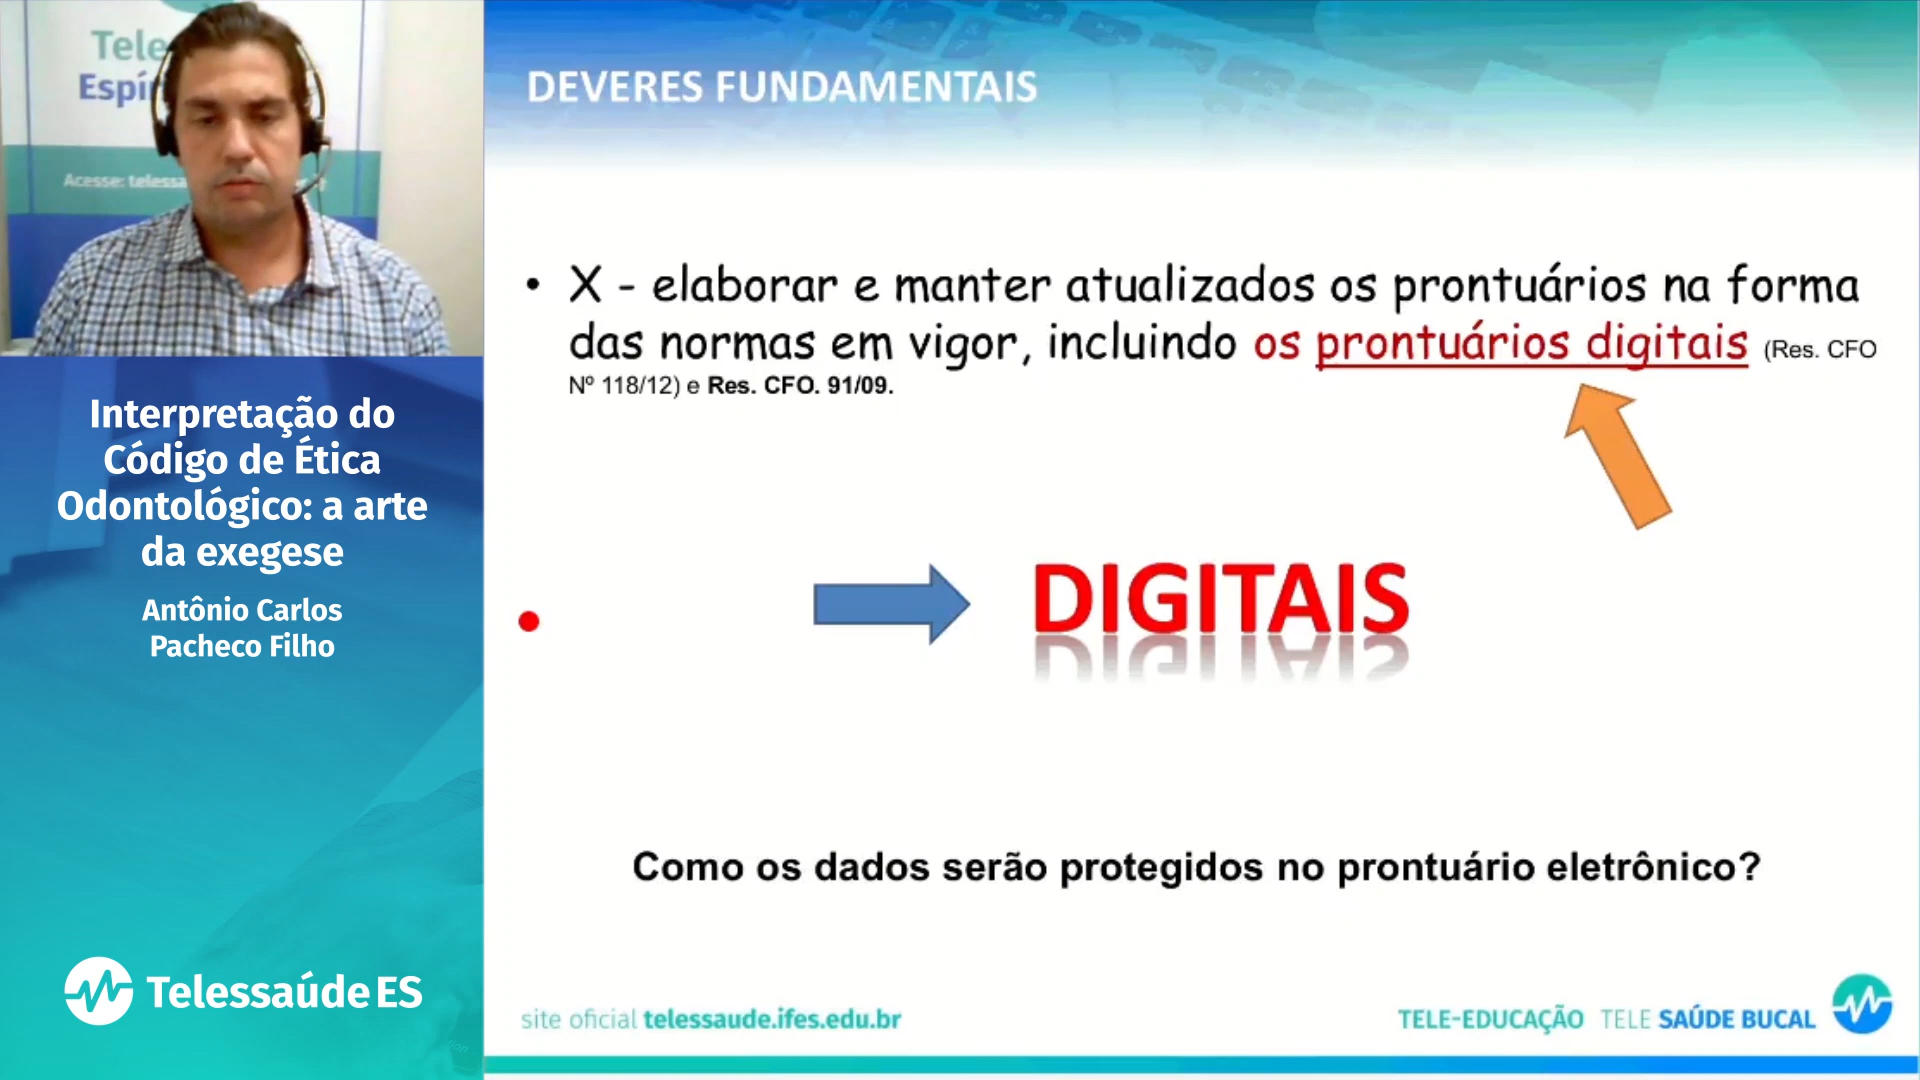 Tele
Espír
Acesse: telessa
Interpretação do
Código de Ética
Odontológico: a arte
da exegese
Antônio Carlos
Pacheco Filho
TelessaúdeES
DEVERES FUNDAMENTAIS
• X - elaborar e manter atualizados os prontuários na forma
das normas em vigor, incluindo os prontuários digitais (Res. CFO
Nº 118/12) e Res. CFO. 91/09.
• DIGITAIS
Como os dados serão protegidos no prontuário eletrônico?
site oficial telessaude.ifes.edu.br
TELE-EDUCAÇÃO TELE SAÚDE BUCAL